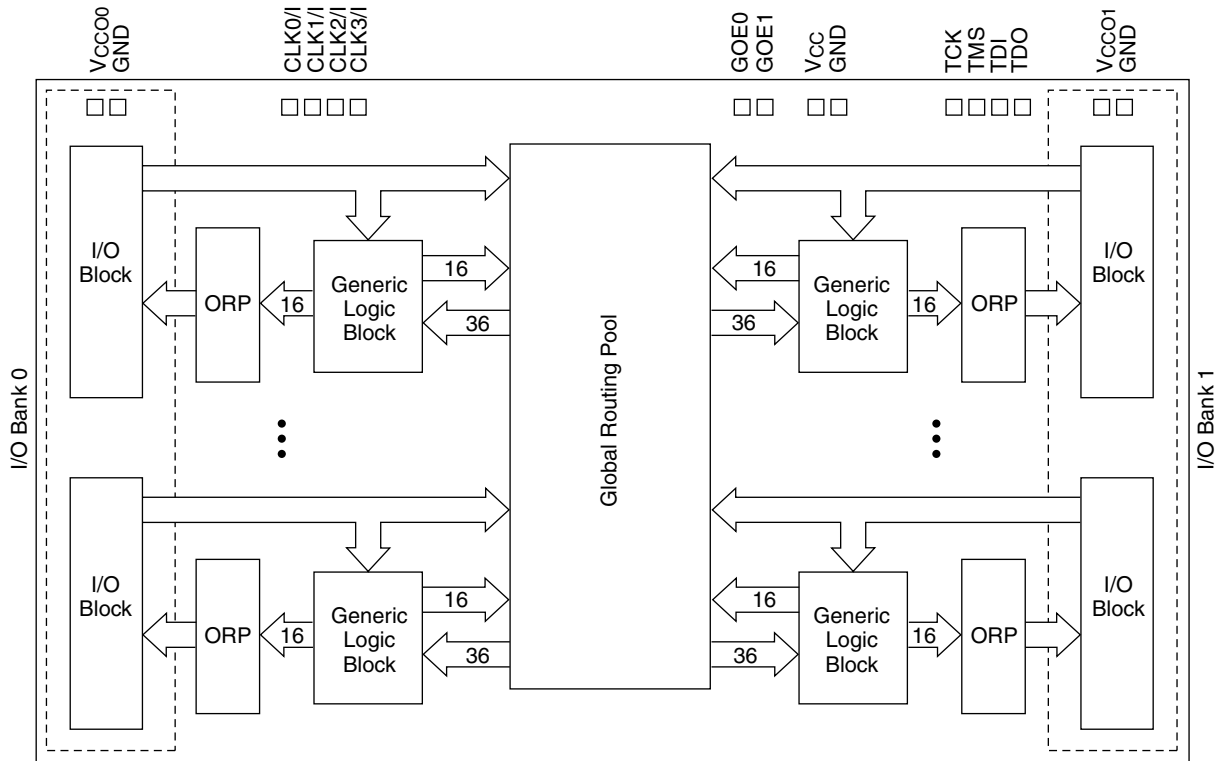 VCCO0
GND
CLK0/I
CLK1/I
CLK2/I
CLK3/I
GOE0
GOE1
VCC
GND
TCK
TMS
TDI
TDO
VCCO1
GND
I/O Bank 0
I/O
Block
ORP
16
Generic
Logic
Block
16
36
Global Routing Pool
16
36
Generic
Logic
Block
16
ORP
I/O
Block
I/O Bank 1
I/O
Block
ORP
16
Generic
Logic
Block
16
36
16
36
Generic
Logic
Block
16
ORP
I/O
Block